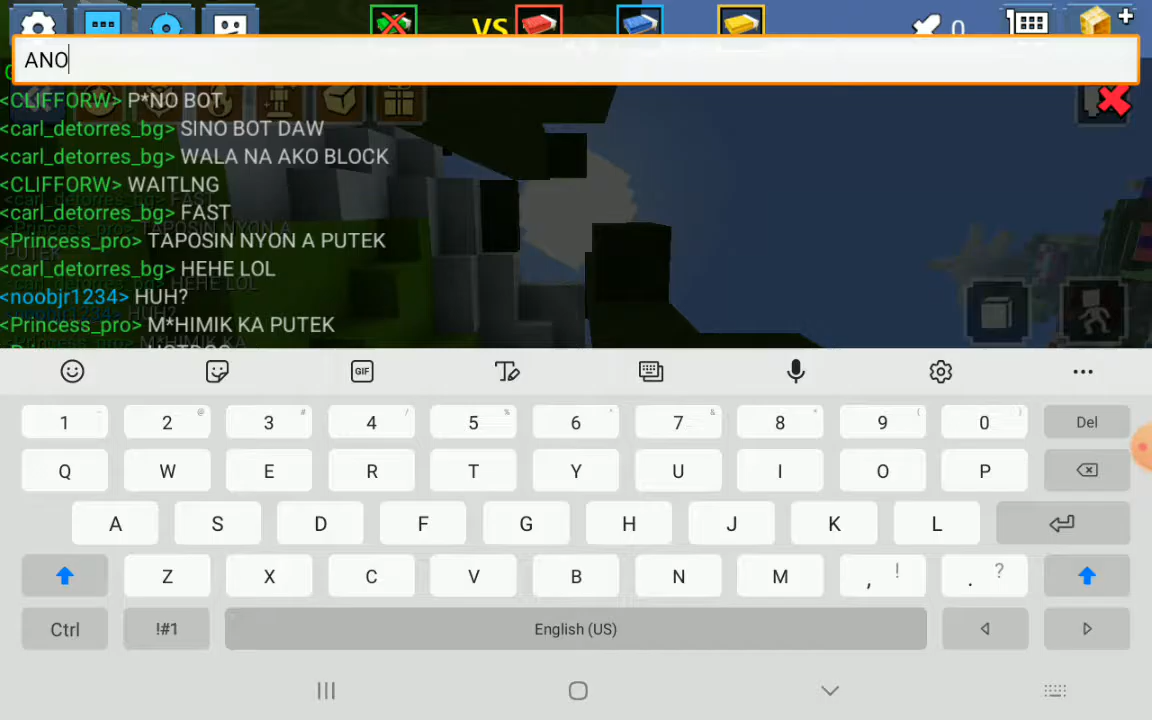 VS
0
ANO
<CLIFFORW> P*NO BOT
<carl_detorres_bg> SINO BOT DAW
<carl_detorres_bg> WALA NA AKO BLOCK
<CLIFFORW> WAITLNG
<carl_detorres_bg> FAST
<Princess_pro> TAPOSIN NYON A PUTEK
<carl_detorres_bg> HEHE LOL
<noobjr1234> HUH?
<Princess_pro> M*HIMIK KA PUTEK
GIF
1 2 3 4 5 6 7 8 9 0 Del
Q W E R T Y U I O P
A S D F G H J K L
Z X C V B N M , ! . ?
Ctrl !#1 English (US)